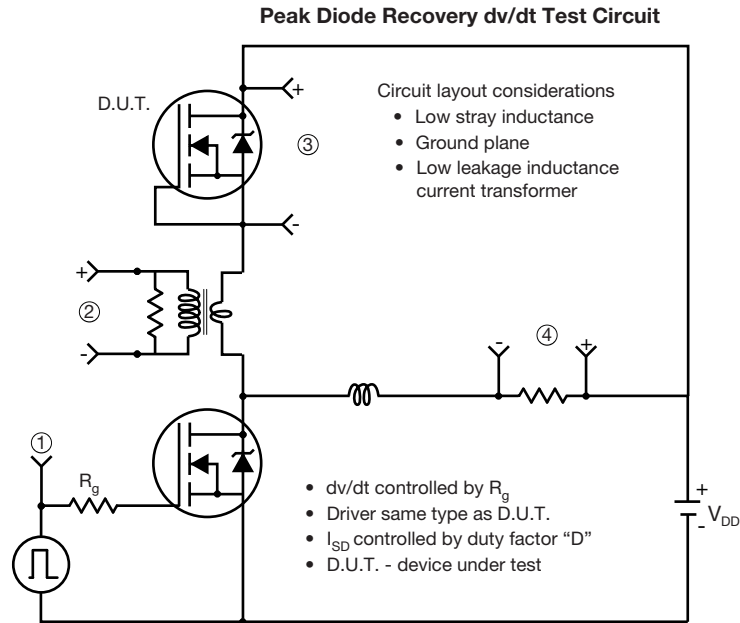 Peak Diode Recovery dv/dt Test Circuit
D.U.T.
+
③
-
Circuit layout considerations
• Low stray inductance
• Ground plane
• Low leakage inductance
current transformer
+
②
-
-
④
+
①
Rg
• dv/dt controlled by Rg
• Driver same type as D.U.T.
• ISD controlled by duty factor “D”
• D.U.T. - device under test
+
VDD
-